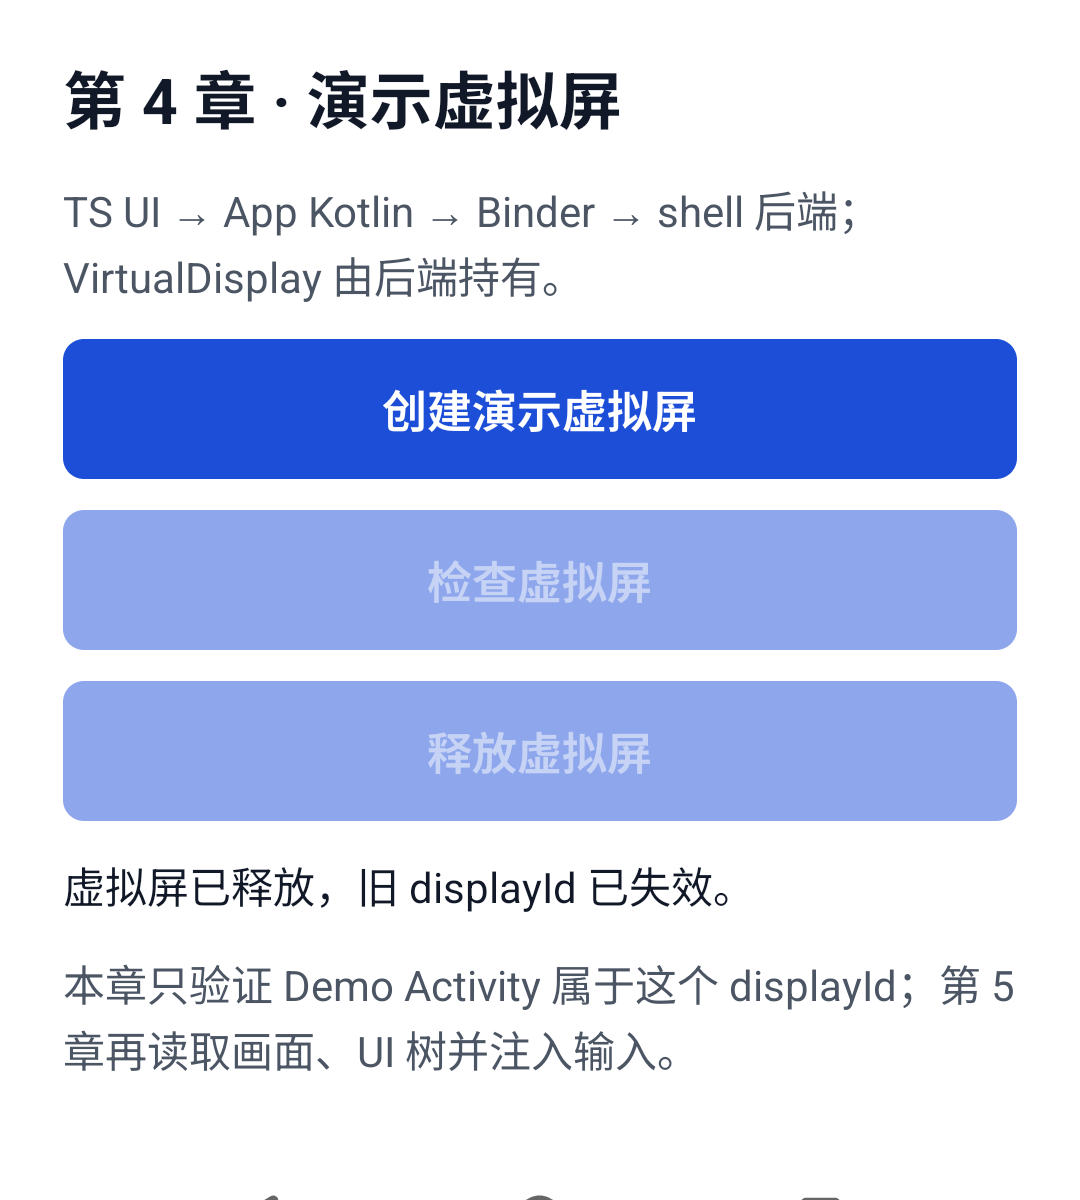 第 4 章 · 演示虚拟屏
TS UI → App Kotlin → Binder → shell 后端；
VirtualDisplay 由后端持有。
创建演示虚拟屏
检查虚拟屏
释放虚拟屏
虚拟屏已释放，旧 displayId 已失效。
本章只验证 Demo Activity 属于这个 displayId；第 5
章再读取画面、UI 树并注入输入。